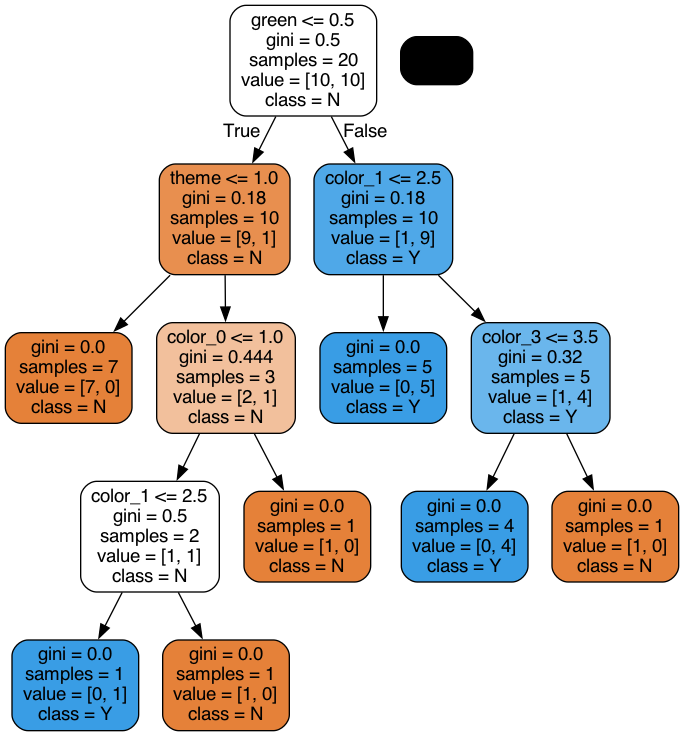 green <= 0.5
gini = 0.5
samples = 20
value = [10, 10]
class = N
True
False
theme <= 1.0
gini = 0.18
samples = 10
value = [9, 1]
class = N
color_1 <= 2.5
gini = 0.18
samples = 10
value = [1, 9]
class = Y
gini = 0.0
samples = 7
value = [7, 0]
class = N
color_0 <= 1.0
gini = 0.444
samples = 3
value = [2, 1]
class = N
gini = 0.0
samples = 5
value = [0, 5]
class = Y
color_3 <= 3.5
gini = 0.32
samples = 5
value = [1, 4]
class = Y
color_1 <= 2.5
gini = 0.5
samples = 2
value = [1, 1]
class = N
gini = 0.0
samples = 1
value = [1, 0]
class = N
gini = 0.0
samples = 4
value = [0, 4]
class = Y
gini = 0.0
samples = 1
value = [1, 0]
class = N
gini = 0.0
samples = 1
value = [0, 1]
class = Y
gini = 0.0
samples = 1
value = [1, 0]
class = N